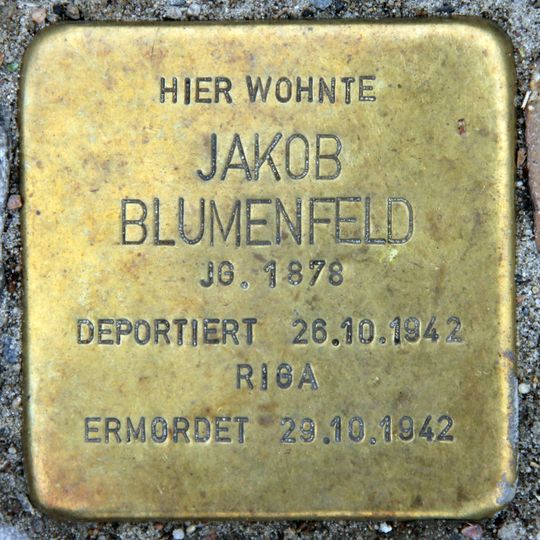 HIER WOHNTE
JAKOB
BLUMENFELD
JG. 1878
DEPORTIERT 26.10.1942
RIGA
ERMORDET 29.10.1942